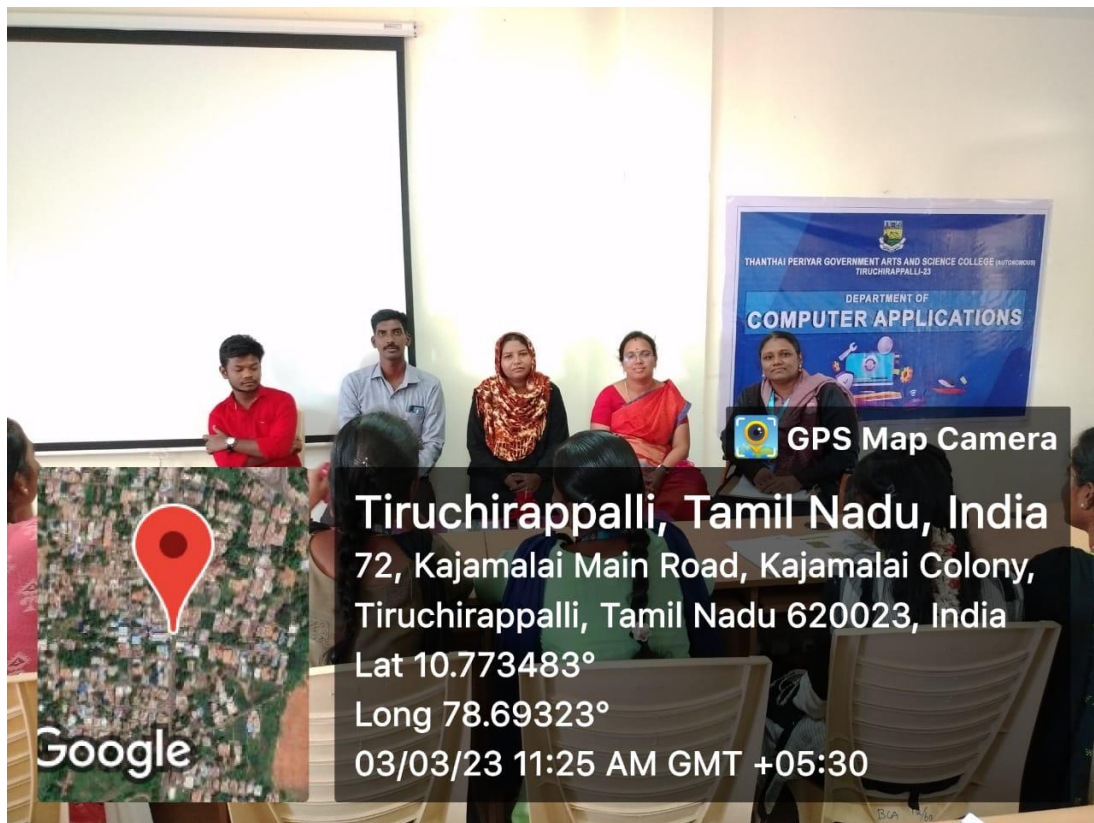 THANTHAI PERIYAR GOVERNMENT ARTS AND SCIENCE COLLEGE (AUTONOMOUS)
TIRUCHIRAPPALLI-23
DEPARTMENT OF
COMPUTER APPLICATIONS
GPS Map Camera
Tiruchirappalli, Tamil Nadu, India
72, Kajamalai Main Road, Kajamalai Colony,
Tiruchirappalli, Tamil Nadu 620023, India
Lat 10.773483°
Long 78.69323°
03/03/23 11:25 AM GMT +05:30
Google
BCA